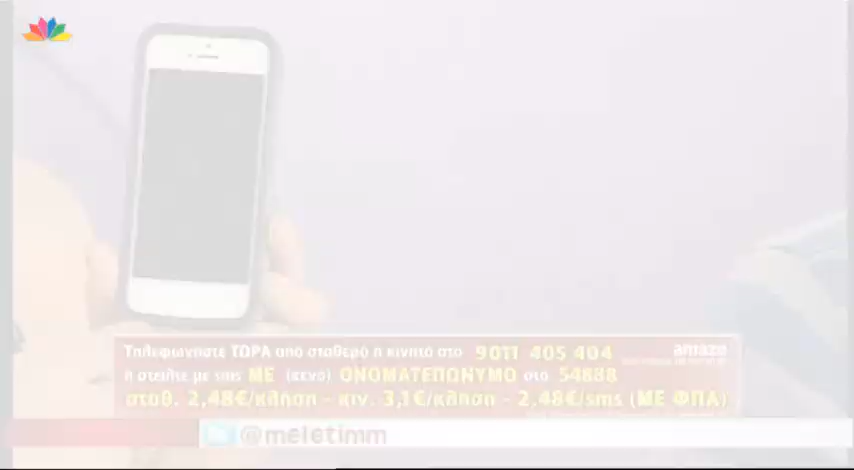 Τηλεφωνήστε ΤΩΡΑ από σταθερό ή κινητό στο 9011 405 404
amaze
ή στείλτε με sms ΜΕ (κενό) ΟΝΟΜΑΤΕΠΩΝΥΜΟ στο 54888
σταθ. 2,48€/κλήση - κιν. 3,1€/κλήση - 2,48€/sms (ΜΕ ΦΠΑ)
@meletimm